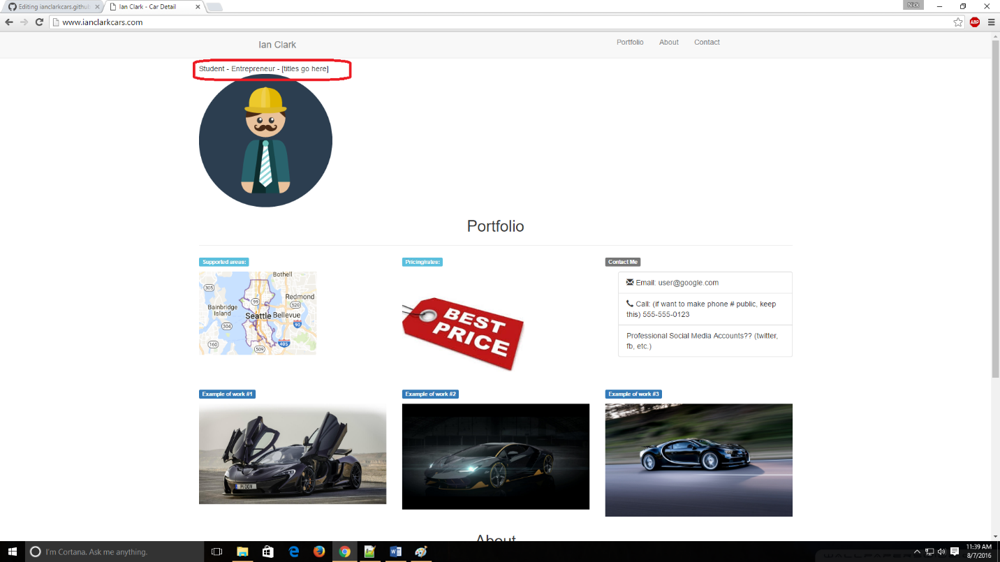 Editing ianclarkcars.github
Ian Clark - Car Detail
Nick
www.ianclarkcars.com
ABP
Ian Clark
Portfolio
About
Contact
Student - Entrepreneur - [titles go here]
Portfolio
Supported areas:
Pricing/rates:
Contact Me
Bothell
305
99
Redmond
520
Bainbridge
Island
Seattle
Bellevue
90
304
405
160
509
BEST
PRICE
Email: user@google.com
Call: (if want to make phone # public, keep
this) 555-555-0123
Professional Social Media Accounts?? (twitter,
fb, etc.)
Example of work #1
Example of work #2
Example of work #3
About
I'm Cortana. Ask me anything.
11:39 AM
8/7/2016